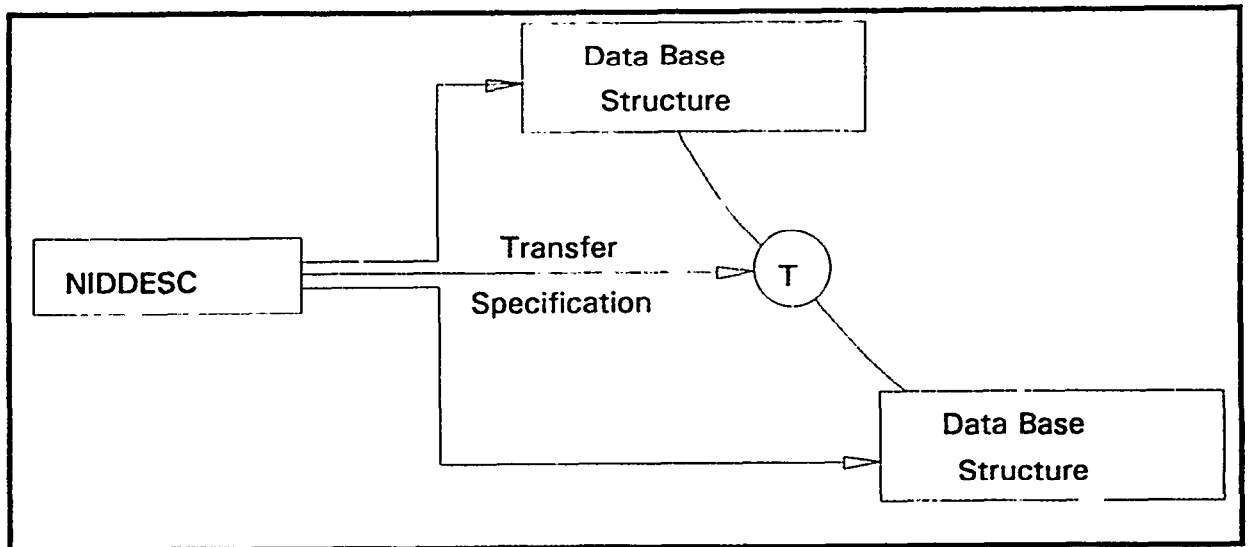 Data Base
Structure
NIDDESC
Transfer
Specification
T
Data Base
Structure